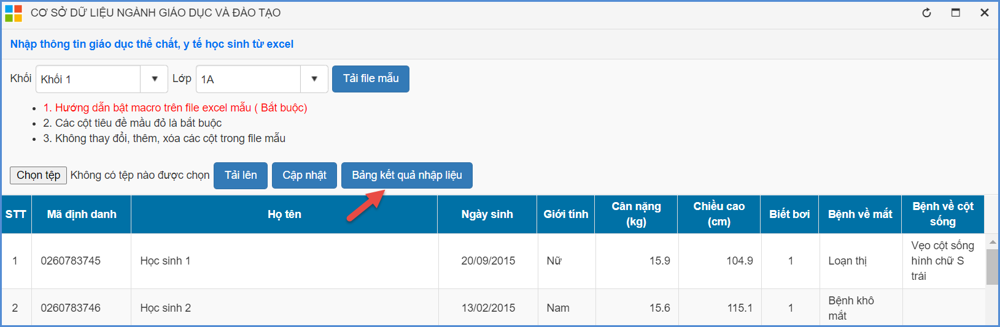 CƠ SỞ DỮ LIỆU NGÀNH GIÁO DỤC VÀ ĐÀO TẠO
Nhập thông tin giáo dục thể chất, y tế học sinh từ excel
Khối Khối 1 Lớp 1A Tải file mẫu
1. Hướng dẫn bật macro trên file excel mẫu ( Bắt buộc)
2. Các cột tiêu đề mầu đỏ là bắt buộc
3. Không thay đổi, thêm, xóa các cột trong file mẫu
Chọn tệp Không có tệp nào được chọn Tải lên Cập nhật Bảng kết quả nhập liệu
STT Mã định danh Họ tên Ngày sinh Giới tính Cân nặng (kg) Chiều cao (cm) Biết bơi Bệnh về mắt Bệnh về cột sống
1 0260783745 Học sinh 1 20/09/2015 Nữ 15.9 104.9 1 Loạn thị Vẹo cột sống hình chữ S trái
2 0260783746 Học sinh 2 13/02/2015 Nam 15.6 115.1 1 Bệnh khô mắt